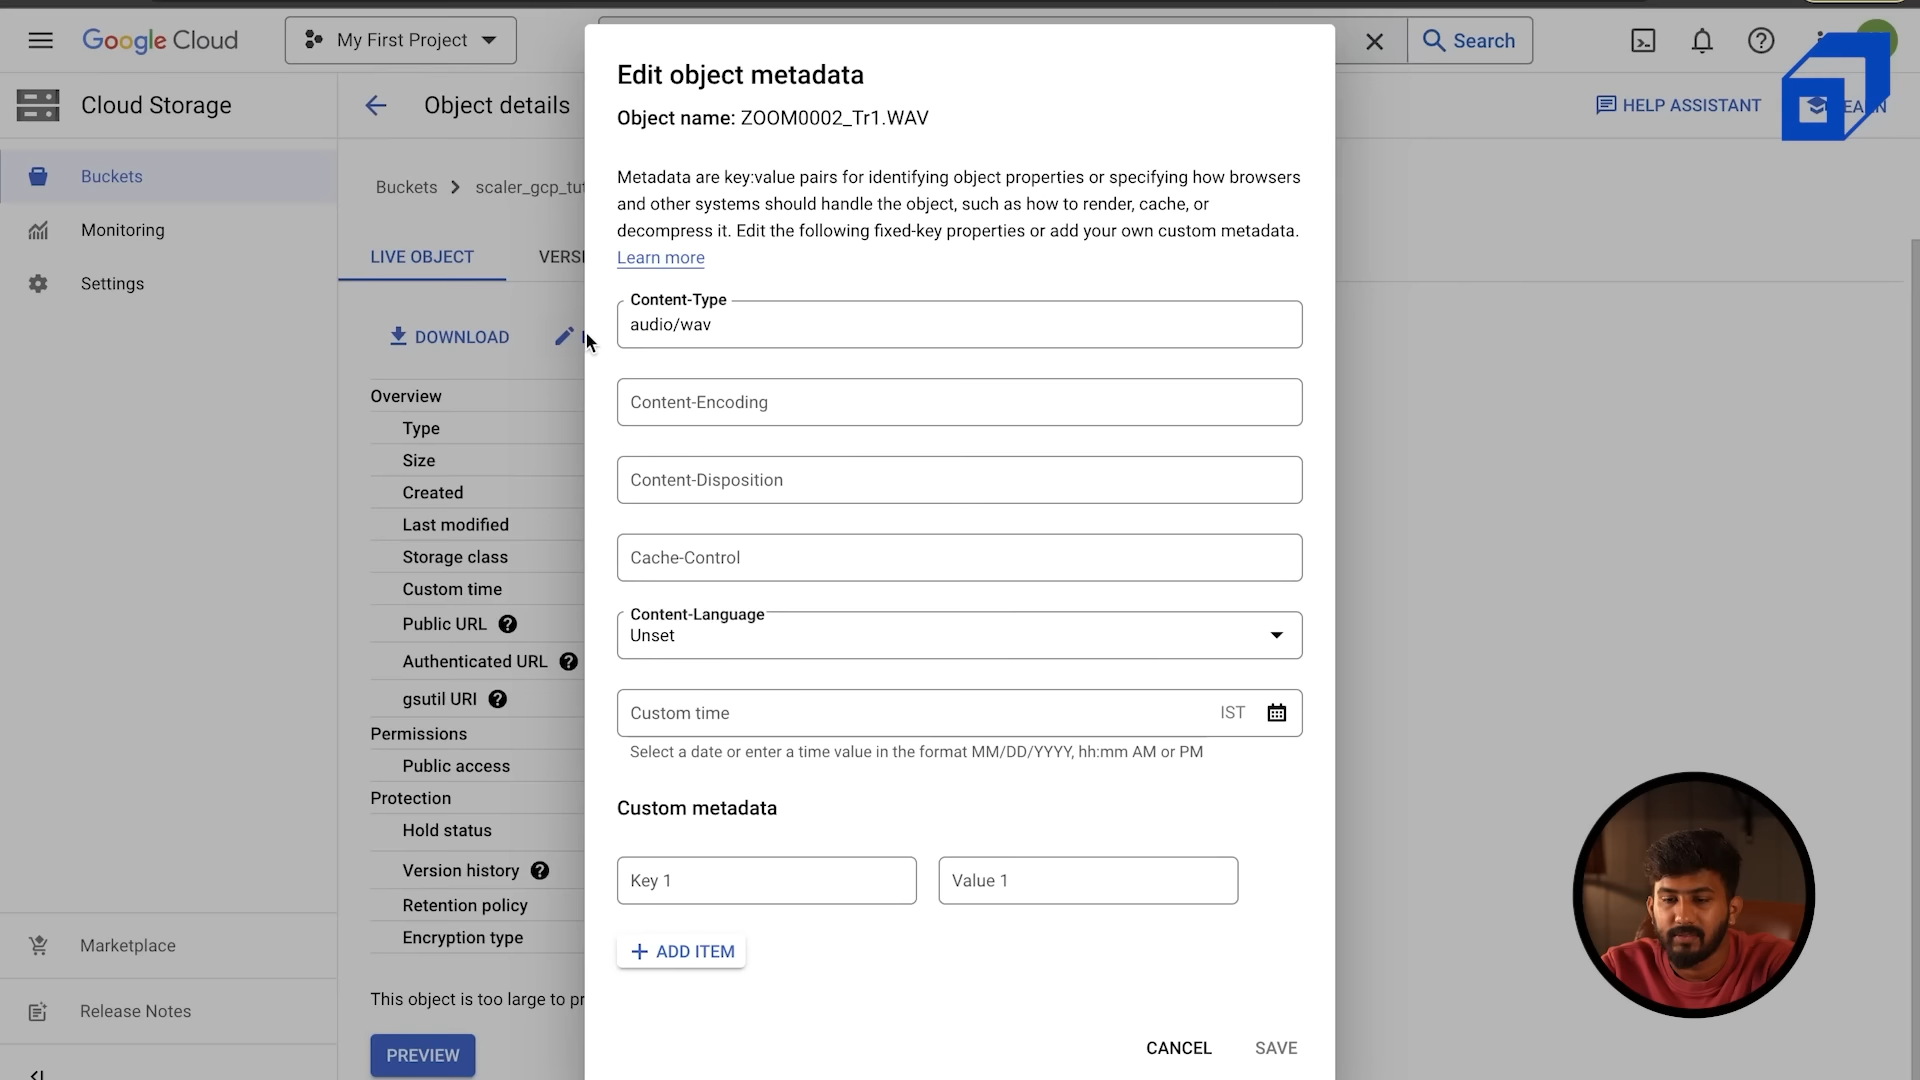 Google Cloud
My First Project
Search
Cloud Storage
Object details
HELP ASSISTANT
Buckets
Monitoring
Settings
Marketplace
Release Notes
Buckets
scaler_gcp_tut
LIVE OBJECT
VERSI
DOWNLOAD
Overview
Type
Size
Created
Last modified
Storage class
Custom time
Public URL
Authenticated URL
gsutil URI
Permissions
Public access
Protection
Hold status
Version history
Retention policy
Encryption type
This object is too large to pr
PREVIEW
Edit object metadata
Object name: ZOOM0002_Tr1.WAV
Metadata are key:value pairs for identifying object properties or specifying how browsers
and other systems should handle the object, such as how to render, cache, or
decompress it. Edit the following fixed-key properties or add your own custom metadata.
Learn more
Content-Type
audio/wav
Content-Encoding
Content-Disposition
Cache-Control
Content-Language
Unset
Custom time
IST
Select a date or enter a time value in the format MM/DD/YYYY, hh:mm AM or PM
Custom metadata
Key 1
Value 1
+ ADD ITEM
CANCEL
SAVE